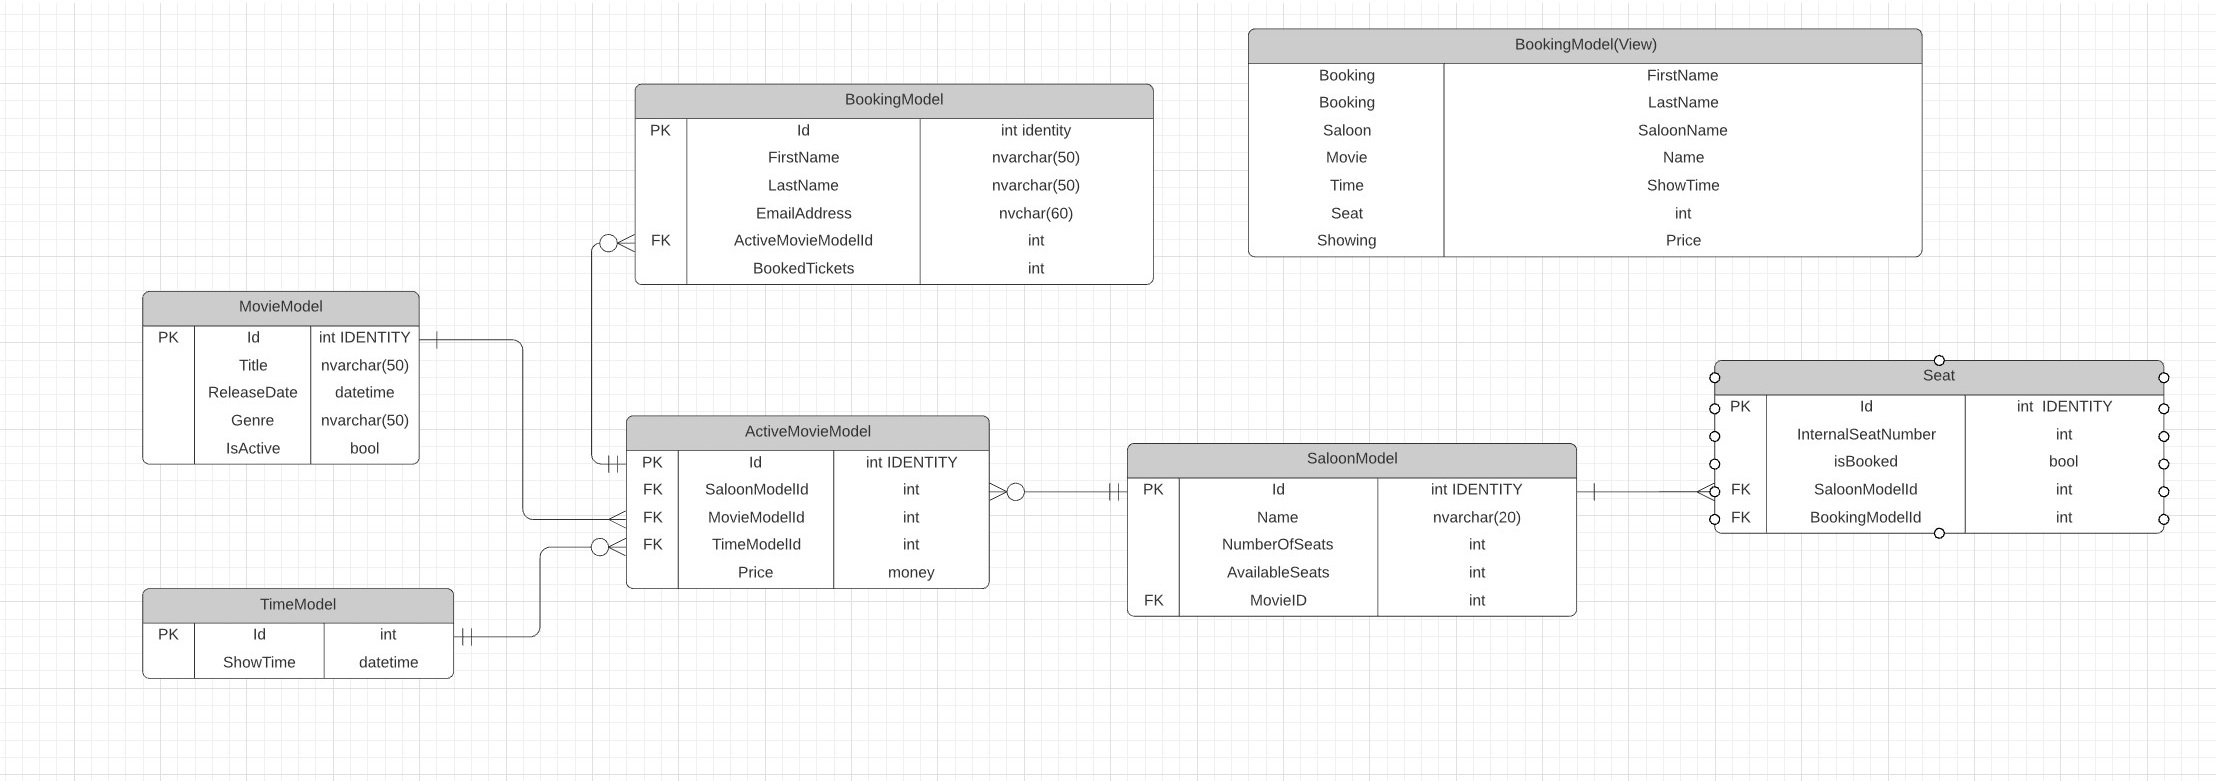 BookingModel(View)
Booking FirstName
Booking LastName
Saloon SaloonName
Movie Name
Time ShowTime
Seat int
Showing Price
BookingModel
PK Id int identity
FirstName nvarchar(50)
LastName nvarchar(50)
EmailAddress nvchar(60)
FK ActiveMovieModelId int
BookedTickets int
MovieModel
PK Id int IDENTITY
Title nvarchar(50)
ReleaseDate datetime
Genre nvarchar(50)
IsActive bool
ActiveMovieModel
PK Id int IDENTITY
FK SaloonModelId int
FK MovieModelId int
FK TimeModelId int
Price money
SaloonModel
PK Id int IDENTITY
Name nvarchar(20)
NumberOfSeats int
AvailableSeats int
FK MovieID int
Seat
PK Id int IDENTITY
InternalSeatNumber int
isBooked bool
FK SaloonModelId int
FK BookingModelId int
TimeModel
PK Id int
ShowTime datetime